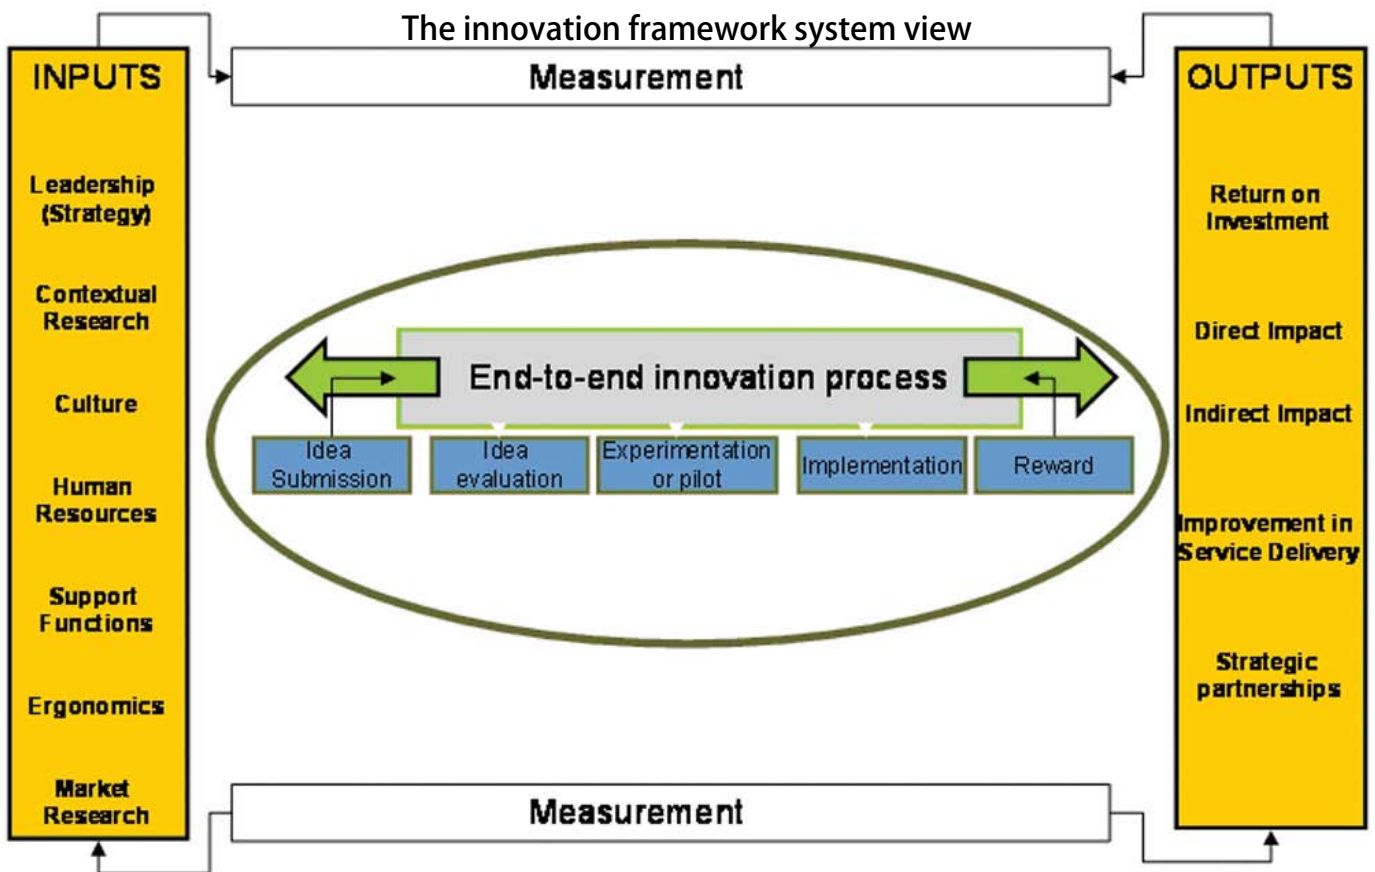 The innovation framework system view
Measurement
INPUTS
Leadership
(Strategy)
Contextual
Research
Culture
Human
Resources
Support
Functions
Ergonomics
Market
Research
End-to-end innovation process
Idea
Submission
Idea
evaluation
Experimentation
or pilot
Implementation
Reward
OUTPUTS
Return on
Investment
Direct Impact
Indirect Impact
Improvement in
Service Delivery
Strategic
partnerships
Measurement